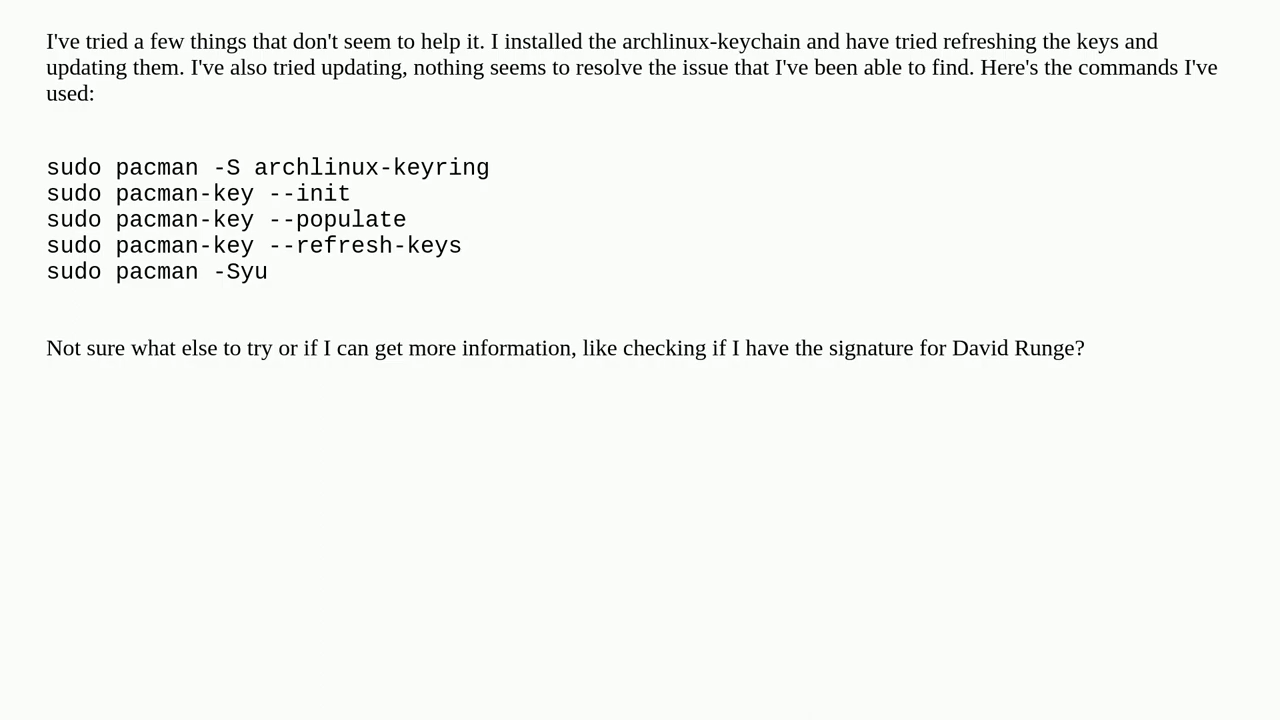 I've tried a few things that don't seem to help it. I installed the archlinux-keychain and have tried refreshing the keys and
updating them. I've also tried updating, nothing seems to resolve the issue that I've been able to find. Here's the commands I've
used:
sudo pacman -S archlinux-keyring
sudo pacman-key --init
sudo pacman-key --populate
sudo pacman-key --refresh-keys
sudo pacman -Syu
Not sure what else to try or if I can get more information, like checking if I have the signature for David Runge?